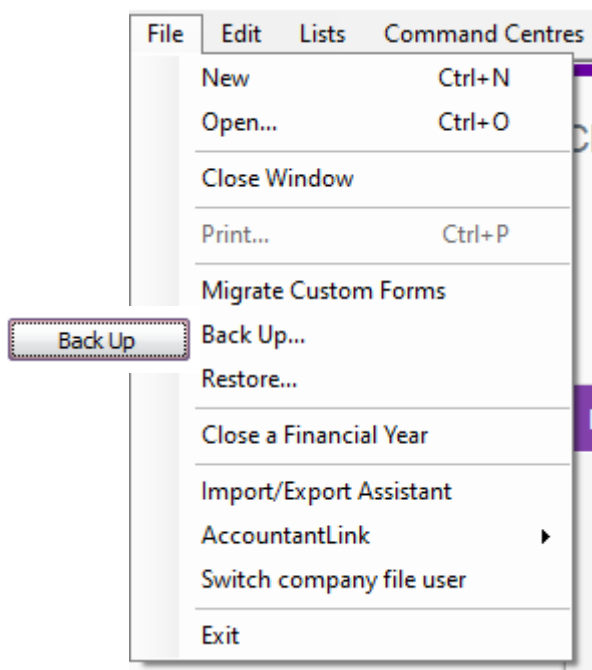 File Edit Lists Command Centres
New Ctrl+N
Open... Ctrl+O
Close Window
Print... Ctrl+P
Migrate Custom Forms
Back Up
Back Up...
Restore...
Close a Financial Year
Import/Export Assistant
AccountantLink
Switch company file user
Exit